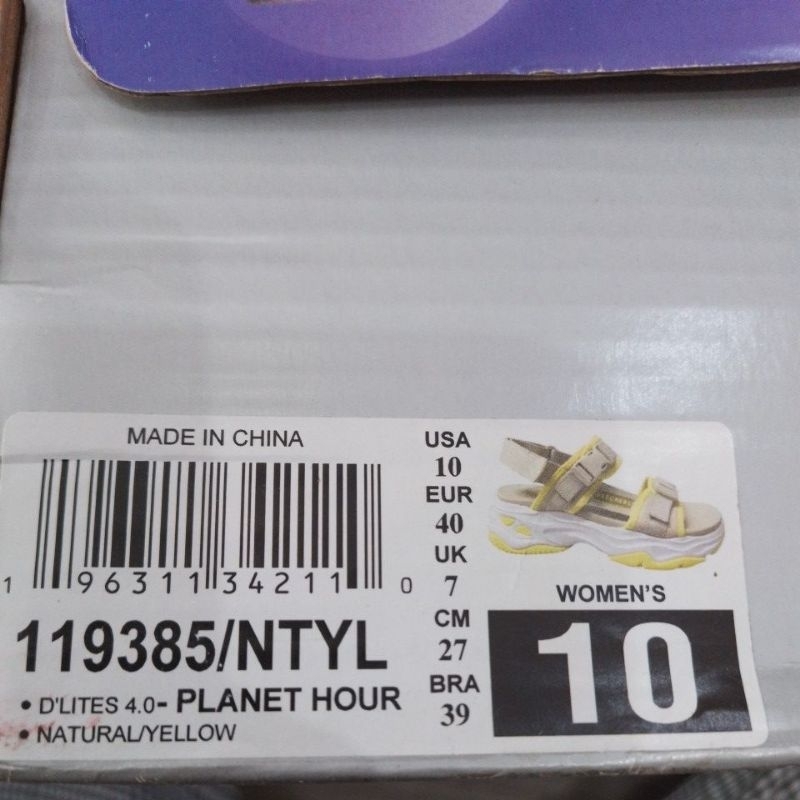 MADE IN CHINA
1 96311 34211 0
119385/NTYL
• D'LITES 4.0- PLANET HOUR
• NATURAL/YELLOW
USA
10
EUR
40
UK
7
CM
27
BRA
39
WOMEN'S
10